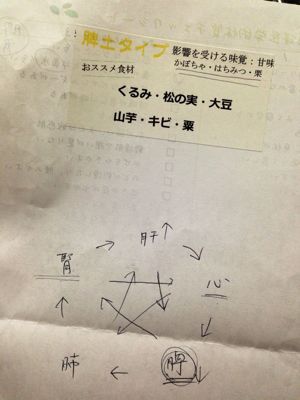 脾土タイプ
影響を受ける味覚:甘味
かぼちゃ・はちみつ・栗
おススメ食材
くるみ・松の実・大豆
山芋・キビ・粟
肝
腎
心
肺
脾